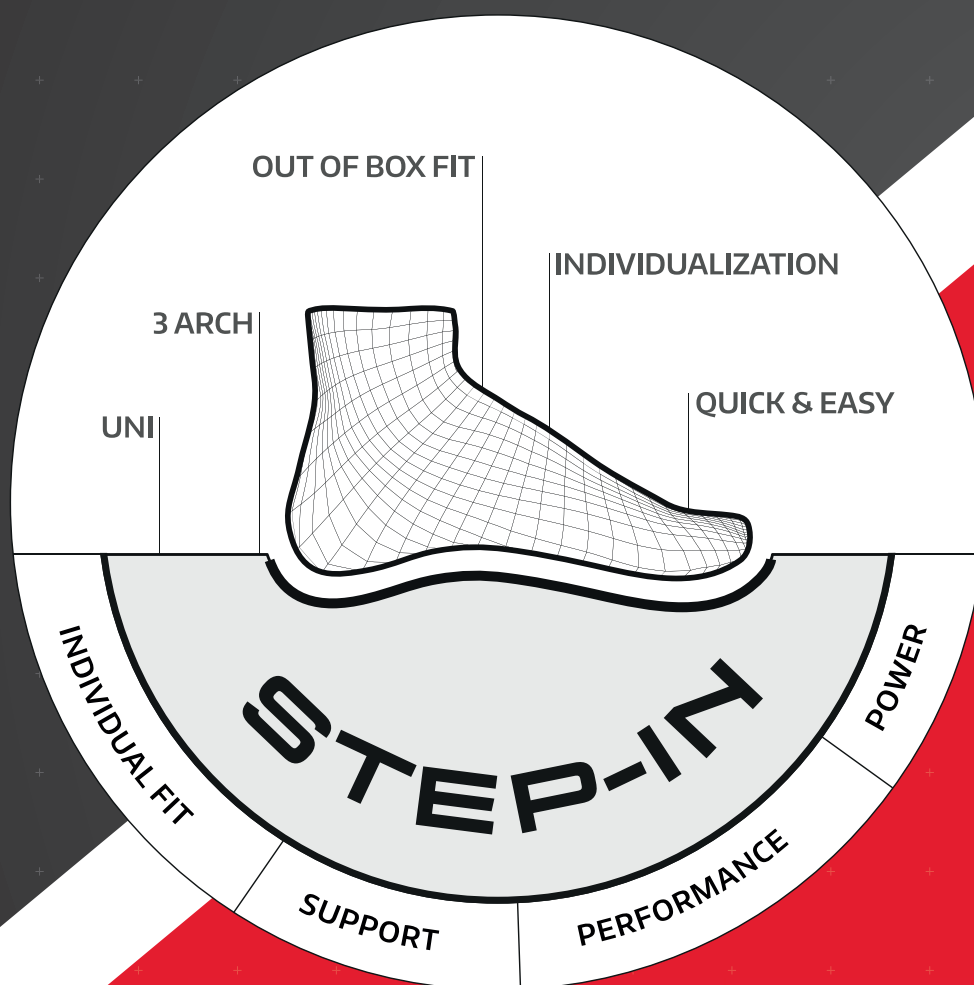 OUT OF BOX FIT
INDIVIDUALIZATION
3 ARCH
QUICK & EASY
UNI
INDIVIDUAL FIT
SUPPORT
PERFORMANCE
POWER
STEP-IN